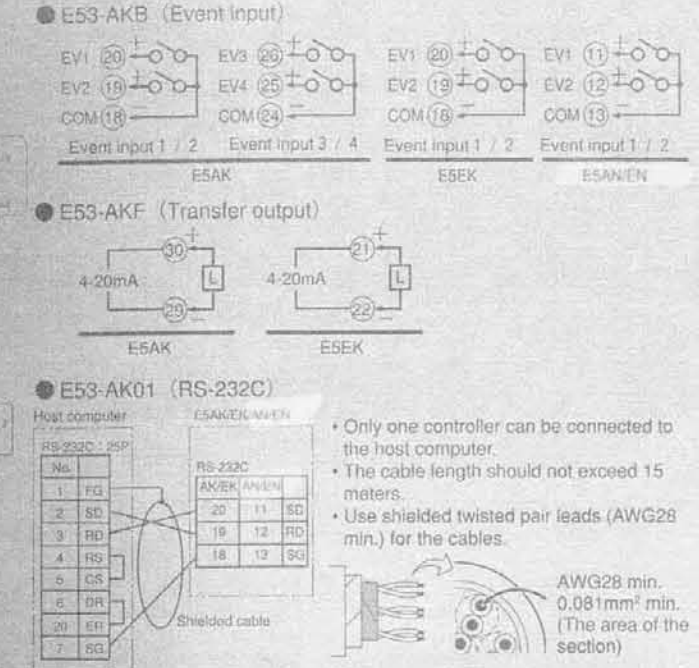 ● E53-AKB (Event input)
EV1 20 + EV3 26 + EV1 20 + EV1 11 +
EV2 19 + EV4 25 + EV2 19 + EV2 12 +
COM 18 − COM 24 − COM 18 − COM 13 −
Event input 1 / 2 Event input 3 / 4 Event input 1 / 2 Event input 1 / 2
E5AK E5EK E5AN/EN
● E53-AKF (Transfer output)
30 + 21 +
4-20mA L 4-20mA L
29 − 22 −
E5AK E5EK
● E53-AK01 (RS-232C)
Host computer E5AK/EK/AN/EN
RS-232C : 25P
No.
1 FG
2 SD
3 RD
4 RS
5 CS
6 DR
20 ER
7 SG
RS-232C
AK/EK AN/EN
20 11 SD
19 12 RD
18 13 SG
Shielded cable
• Only one controller can be connected to
the host computer.
• The cable length should not exceed 15
meters.
• Use shielded twisted pair leads (AWG28
min.) for the cables.
AWG28 min.
0.081mm² min.
(The area of the
section)